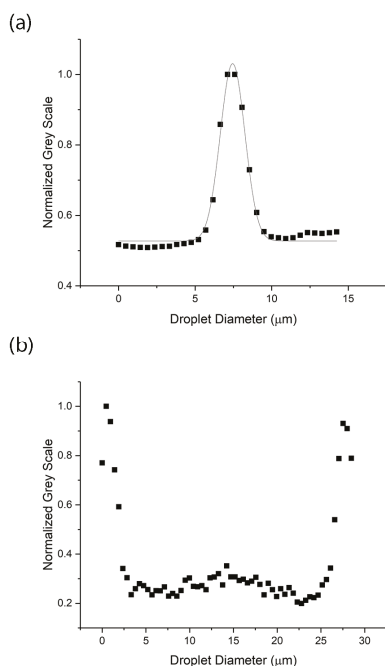 (a)
1.0
0.8
0.6
0.4
Normalized Grey Scale
0 5 10 15
Droplet Diameter (μm)
(b)
1.0
0.8
0.6
0.4
0.2
Normalized Grey Scale
0 5 10 15 20 25 30
Droplet Diameter (μm)